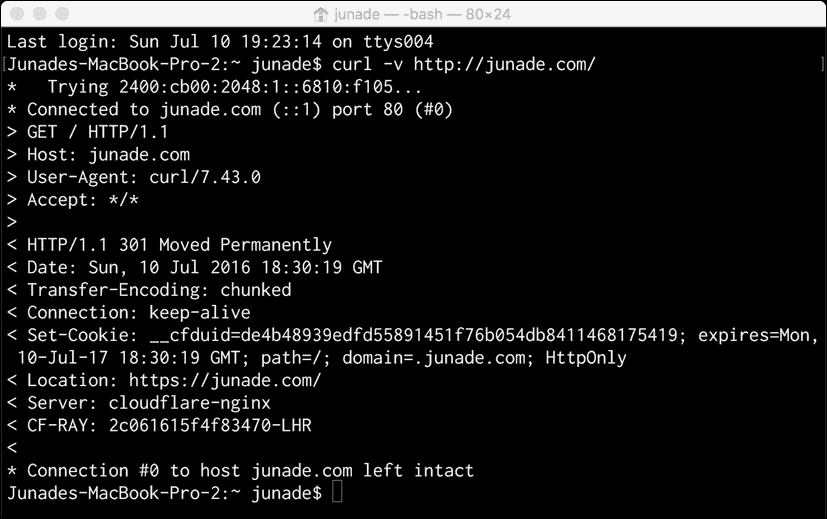 junade — -bash — 80×24
Last login: Sun Jul 10 19:23:14 on ttys004
[Junades-MacBook-Pro-2:~ junade$ curl -v http://junade.com/ ]
*   Trying 2400:cb00:2048:1::6810:f105...
* Connected to junade.com (::1) port 80 (#0)
> GET / HTTP/1.1
> Host: junade.com
> User-Agent: curl/7.43.0
> Accept: */*
>
< HTTP/1.1 301 Moved Permanently
< Date: Sun, 10 Jul 2016 18:30:19 GMT
< Transfer-Encoding: chunked
< Connection: keep-alive
< Set-Cookie: __cfduid=de4b48939edfd55891451f76b054db8411468175419; expires=Mon,
 10-Jul-17 18:30:19 GMT; path=/; domain=.junade.com; HttpOnly
< Location: https://junade.com/
< Server: cloudflare-nginx
< CF-RAY: 2c061615f4f83470-LHR
<
* Connection #0 to host junade.com left intact
Junades-MacBook-Pro-2:~ junade$